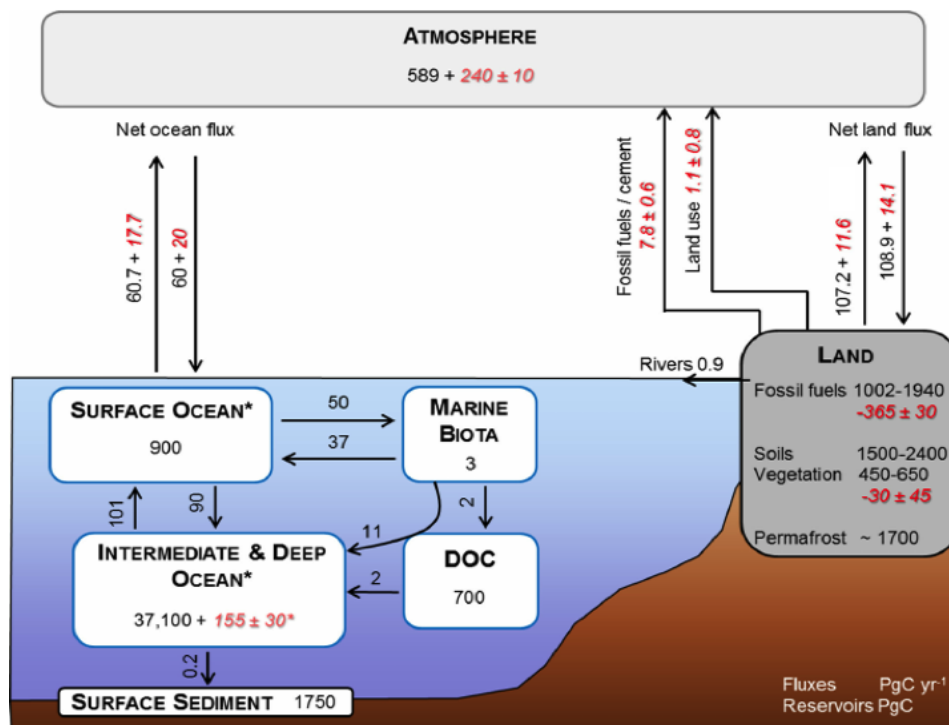 ATMOSPHERE
589 + 240 ± 10
Net ocean flux
Net land flux
60.7 + 17.7
60 + 20
Fossil fuels / cement
7.8 ± 0.6
Land use 1.1 ± 0.8
107.2 + 11.6
108.9 + 14.1
Rivers 0.9
LAND
Fossil fuels 1002-1940
-365 ± 30
Soils 1500-2400
Vegetation 450-650
-30 ± 45
Permafrost ~ 1700
SURFACE OCEAN*
900
50
37
MARINE
BIOTA
3
101
90
11
2
INTERMEDIATE & DEEP
OCEAN*
37,100 + 155 ± 30*
2
DOC
700
0.2
SURFACE SEDIMENT 1750
Fluxes PgC yr⁻¹
Reservoirs PgC